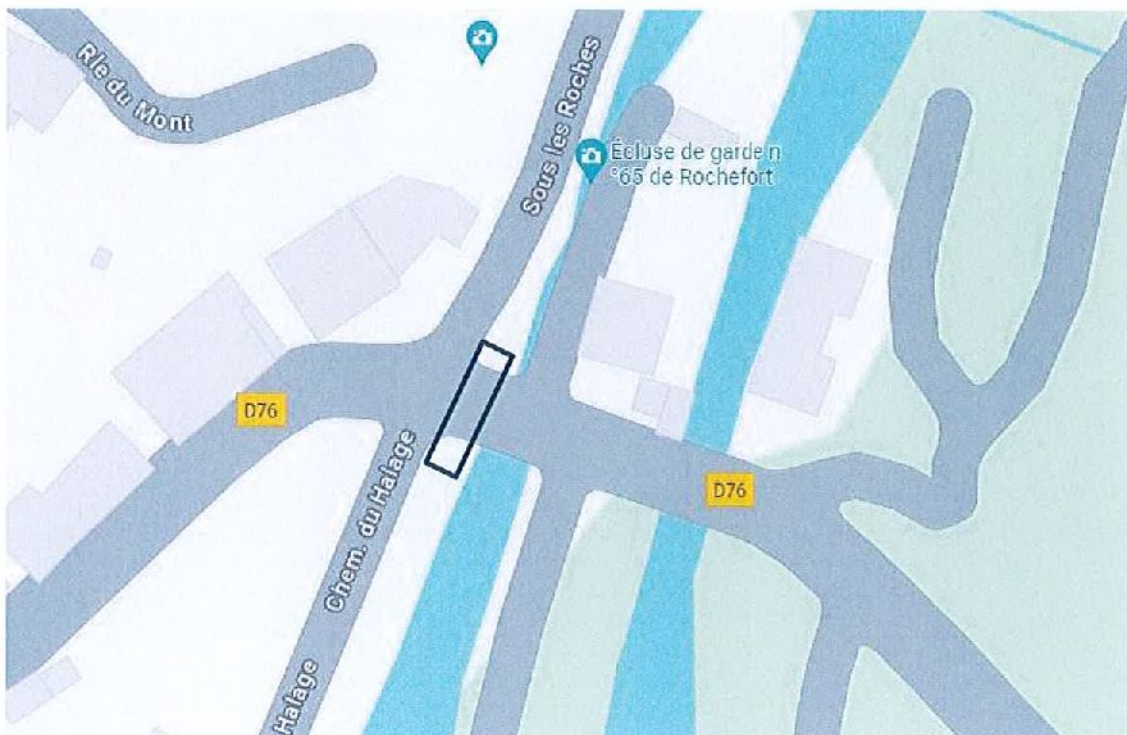 Rle du Mont
Sous les Roches
Écluse de garde n
°65 de Rochefort
D76
D76
Chem. du Halage
Halage